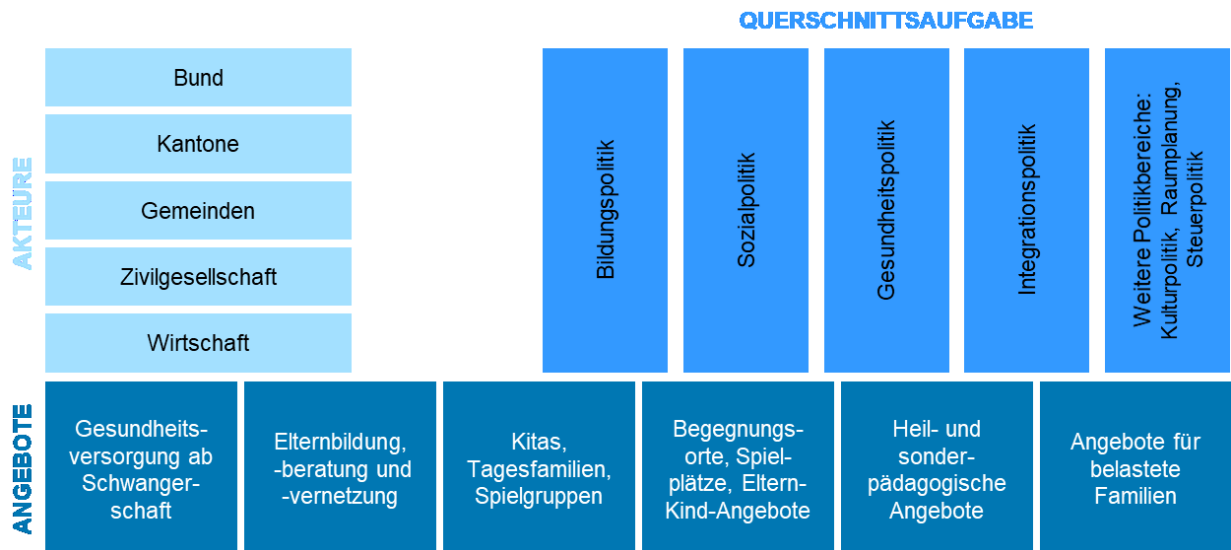 QUERSCHNITTSAUFGABE
AKTEURE
Bund
Kantone
Gemeinden
Zivilgesellschaft
Wirtschaft
Bildungspolitik
Sozialpolitik
Gesundheitspolitik
Integrationspolitik
Weitere Politikbereiche:
Kulturpolitik, Raumplanung,
Steuerpolitik
ANGEBOTE
Gesundheits-
versorgung ab
Schwanger-
schaft
Elternbildung,
-beratung und
-vernetzung
Kitas,
Tagesfamilien,
Spielgruppen
Begegnungs-
orte, Spiel-
plätze, Eltern-
Kind-Angebote
Heil- und
sonder-
pädagogische
Angebote
Angebote für
belastete
Familien